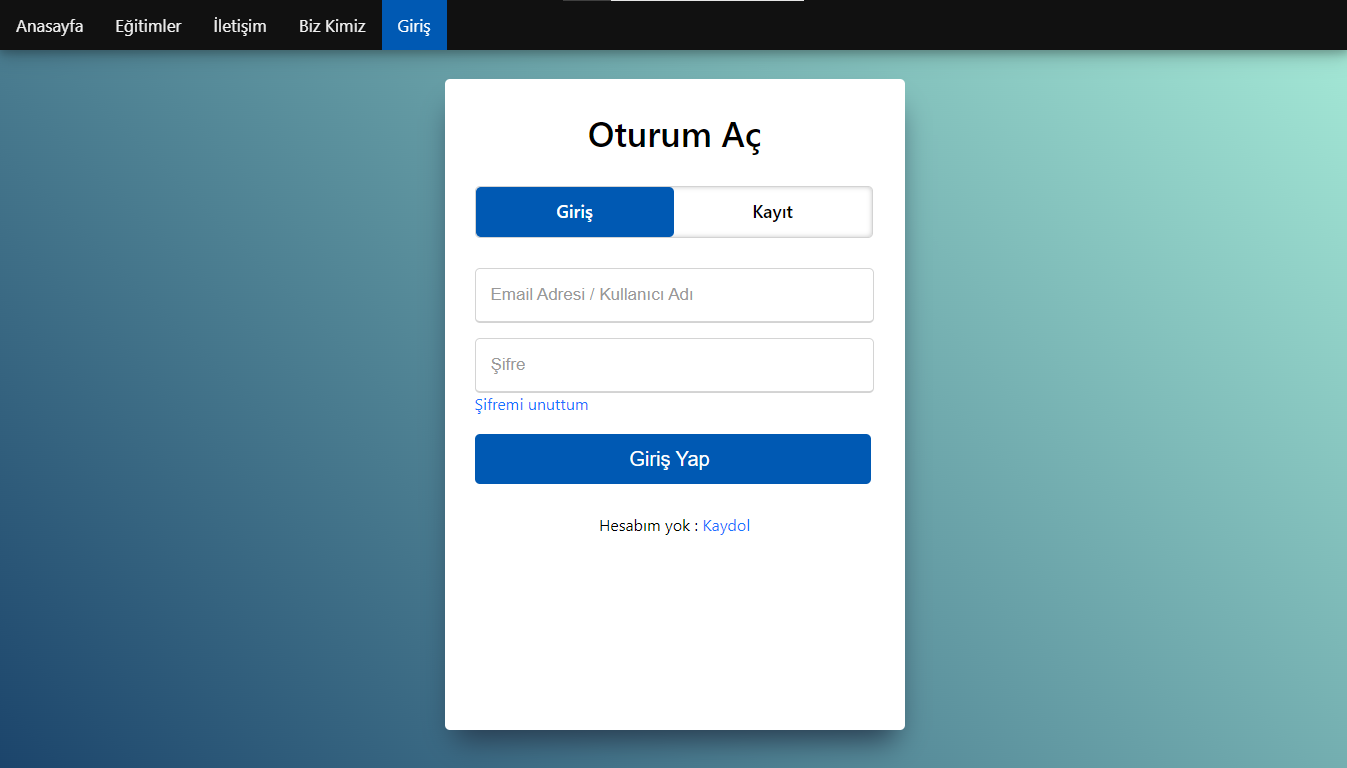 Anasayfa Eğitimler İletişim Biz Kimiz Giriş
Oturum Aç
Giriş Kayıt
Email Adresi / Kullanıcı Adı
Şifre
Şifremi unuttum
Giriş Yap
Hesabım yok : Kaydol